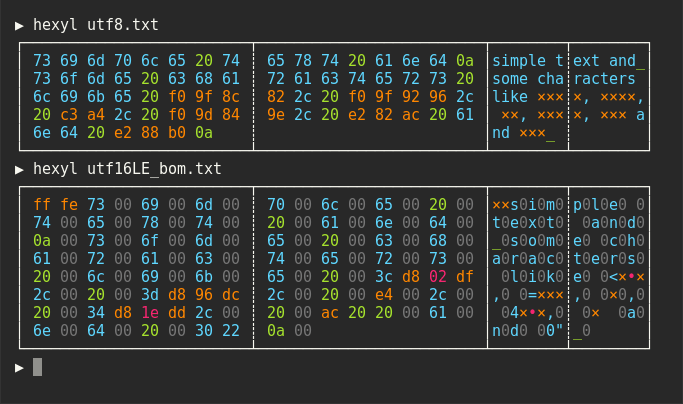 ▶ hexyl utf8.txt
73 69 6d 70 6c 65 20 74 65 78 74 20 61 6e 64 0a simple t ext and_
73 6f 6d 65 20 63 68 61 72 61 63 74 65 72 73 20 some cha racters
6c 69 6b 65 20 f0 9f 8c 82 2c 20 f0 9f 92 96 2c like ××× ×, ××××,
20 c3 a4 2c 20 f0 9d 84 9e 2c 20 e2 82 ac 20 61 ××, ××× ×, ××× a
6e 64 20 e2 88 b0 0a nd ×××_
▶ hexyl utf16LE_bom.txt
ff fe 73 00 69 00 6d 00 70 00 6c 00 65 00 20 00 ××s0i0m0 p0l0e0 0
74 00 65 00 78 00 74 00 20 00 61 00 6e 00 64 00 t0e0x0t0 0a0n0d0
0a 00 73 00 6f 00 6d 00 65 00 20 00 63 00 68 00 _0s0o0m0 e0 0c0h0
61 00 72 00 61 00 63 00 74 00 65 00 72 00 73 00 a0r0a0c0 t0e0r0s0
20 00 6c 00 69 00 6b 00 65 00 20 00 3c d8 02 df 0l0i0k0 e0 0<×•×
2c 00 20 00 3d d8 96 dc 2c 00 20 00 e4 00 2c 00 ,0 0=××× ,0 0×0,0
20 00 34 d8 1e dd 2c 00 20 00 ac 20 20 00 61 00 04×•×,0 0×  0a0
6e 00 64 00 20 00 30 22 0a 00 n0d0 00" _0
▶